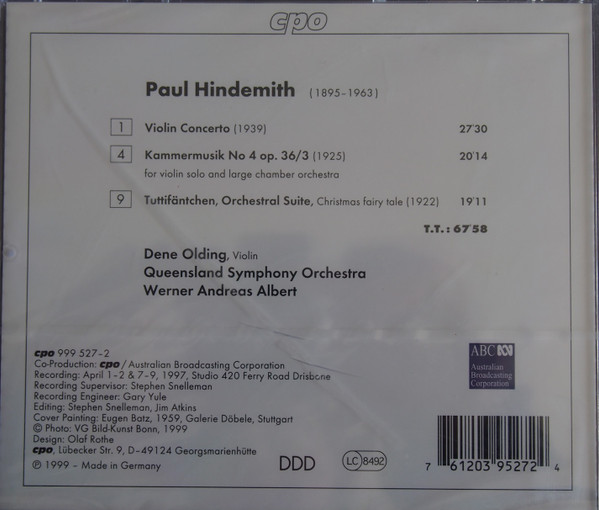 cpo
Paul Hindemith (1895-1963)
1 Violin Concerto (1939) 27'30
4 Kammermusik No 4 op. 36/3 (1925) 20'14
for violin solo and large chamber orchestra
9 Tuttifäntchen, Orchestral Suite, Christmas fairy tale (1922) 19'11
T.T.: 67'58
Dene Olding, Violin
Queensland Symphony Orchestra
Werner Andreas Albert
cpo 999 527-2
Co-Production: cpo / Australian Broadcasting Corporation
Recording: April 1-2 & 7-9, 1997, Studio 420 Ferry Road Brisbane
Recording Supervisor: Stephen Snelleman
Recording Engineer: Gary Yule
Editing: Stephen Snelleman, Jim Atkins
Cover Painting: Eugen Batz, 1959, Galerie Döbele, Stuttgart
© Photo: VG Bild-Kunst Bonn, 1999
Design: Olaf Rothe
cpo, Lübecker Str. 9, D-49124 Georgsmarienhütte
℗ 1999 - Made in Germany
DDD
LC 8492
ABC
Australian
Broadcasting
Corporation
7 61203 95272 4